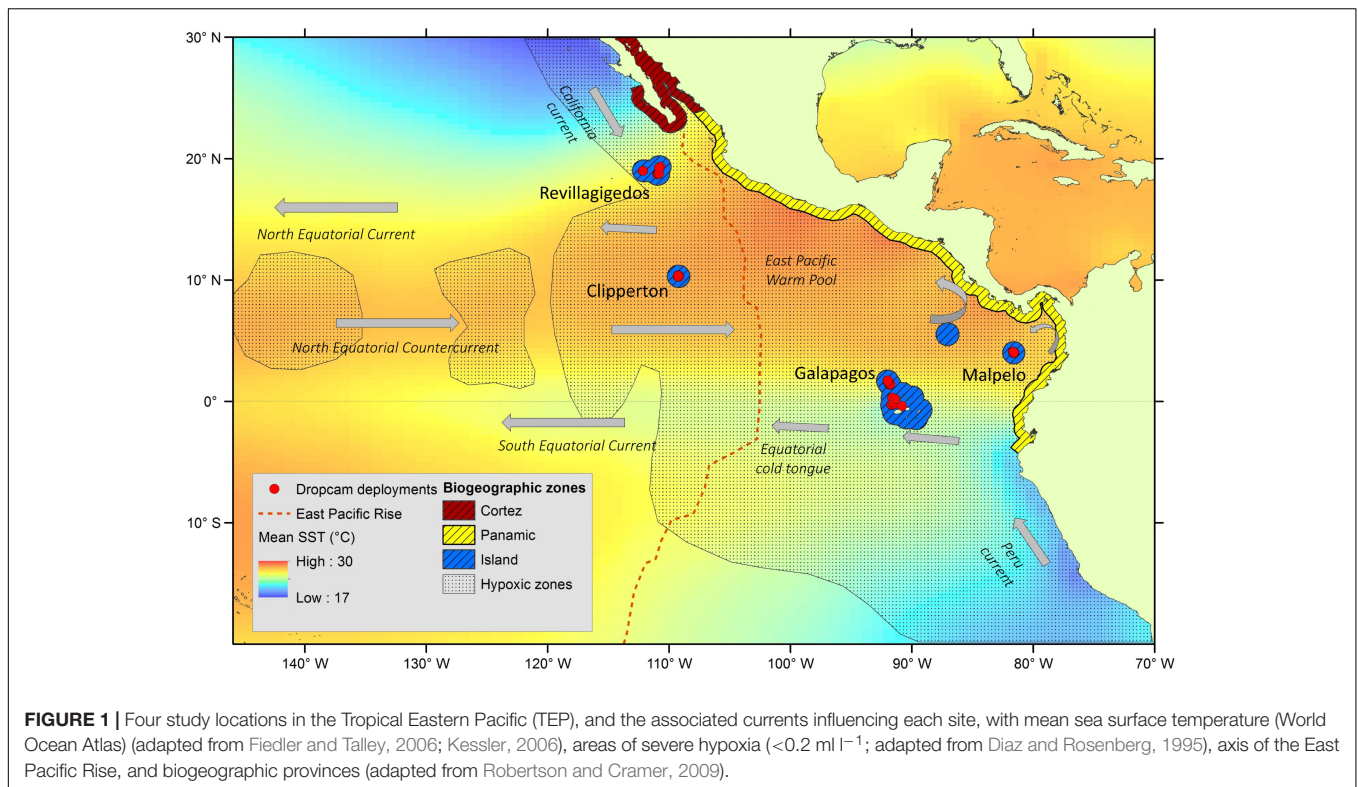 30° N
20° N
10° N
0°
10° S
140° W
130° W
120° W
110° W
100° W
90° W
80° W
70° W
California
current
Revillagigedos
North Equatorial Current
East Pacific
Warm Pool
Clipperton
North Equatorial Countercurrent
Galapagos
Malpelo
South Equatorial Current
Equatorial
cold tongue
Peru
current
Dropcam deployments
East Pacific Rise
Mean SST (°C)
High : 30
Low : 17
Biogeographic zones
Cortez
Panamic
Island
Hypoxic zones
FIGURE 1 | Four study locations in the Tropical Eastern Pacific (TEP), and the associated currents influencing each site, with mean sea surface temperature (World
Ocean Atlas) (adapted from Fiedler and Talley, 2006; Kessler, 2006), areas of severe hypoxia (<0.2 ml l−1; adapted from Diaz and Rosenberg, 1995), axis of the East
Pacific Rise, and biogeographic provinces (adapted from Robertson and Cramer, 2009).